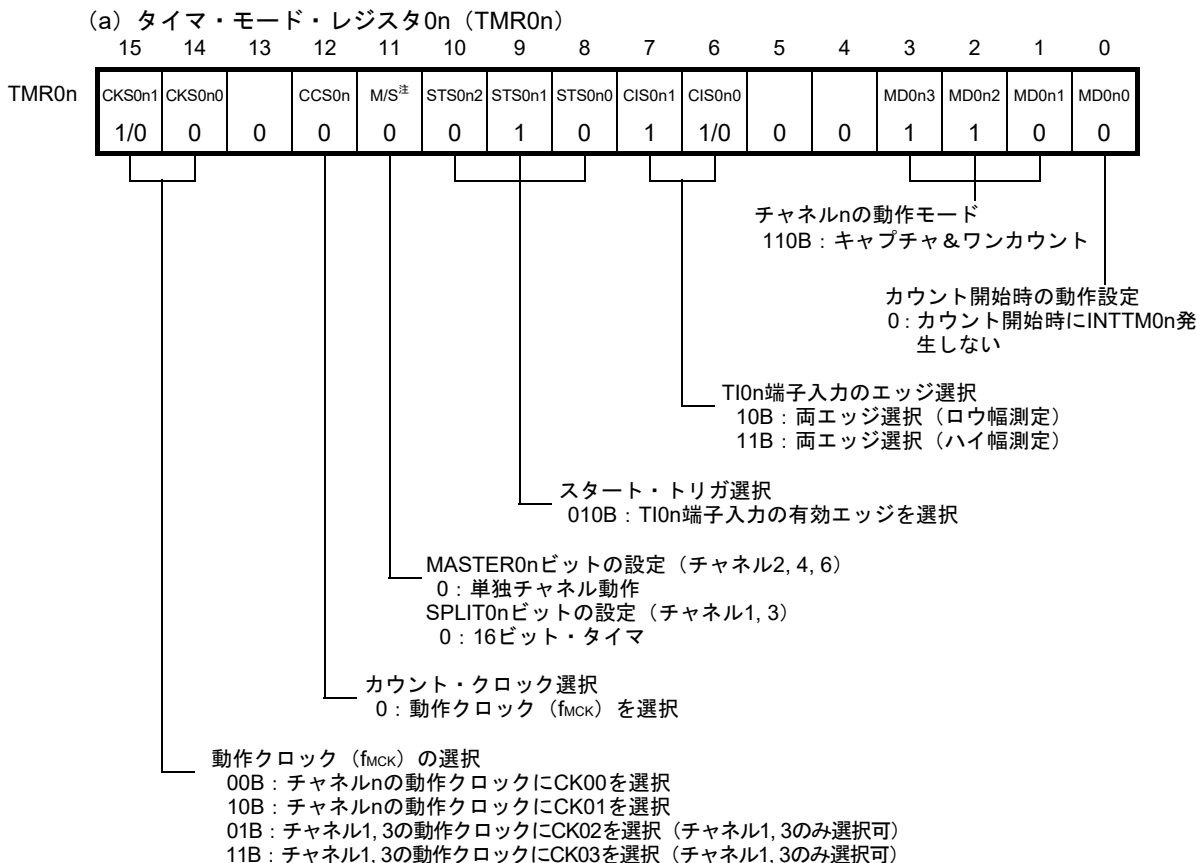 (a) タイマ・モード・レジスタ0n（TMR0n）
15 14 13 12 11 10 9 8 7 6 5 4 3 2 1 0
TMR0n CKS0n1 CKS0n0 CCS0n M/S注 STS0n2 STS0n1 STS0n0 CIS0n1 CIS0n0 MD0n3 MD0n2 MD0n1 MD0n0
1/0 0 0 0 0 0 1 0 1 1/0 0 0 1 1 0 0
チャネルnの動作モード
110B：キャプチャ＆ワンカウント
カウント開始時の動作設定
0：カウント開始時にINTTM0n発
生しない
TI0n端子入力のエッジ選択
10B：両エッジ選択（ロウ幅測定）
11B：両エッジ選択（ハイ幅測定）
スタート・トリガ選択
010B：TI0n端子入力の有効エッジを選択
MASTER0nビットの設定（チャネル2, 4, 6）
0：単独チャネル動作
SPLIT0nビットの設定（チャネル1, 3）
0：16ビット・タイマ
カウント・クロック選択
0：動作クロック（fMCK）を選択
動作クロック（fMCK）の選択
00B：チャネルnの動作クロックにCK00を選択
10B：チャネルnの動作クロックにCK01を選択
01B：チャネル1, 3の動作クロックにCK02を選択（チャネル1, 3のみ選択可）
11B：チャネル1, 3の動作クロックにCK03を選択（チャネル1, 3のみ選択可）